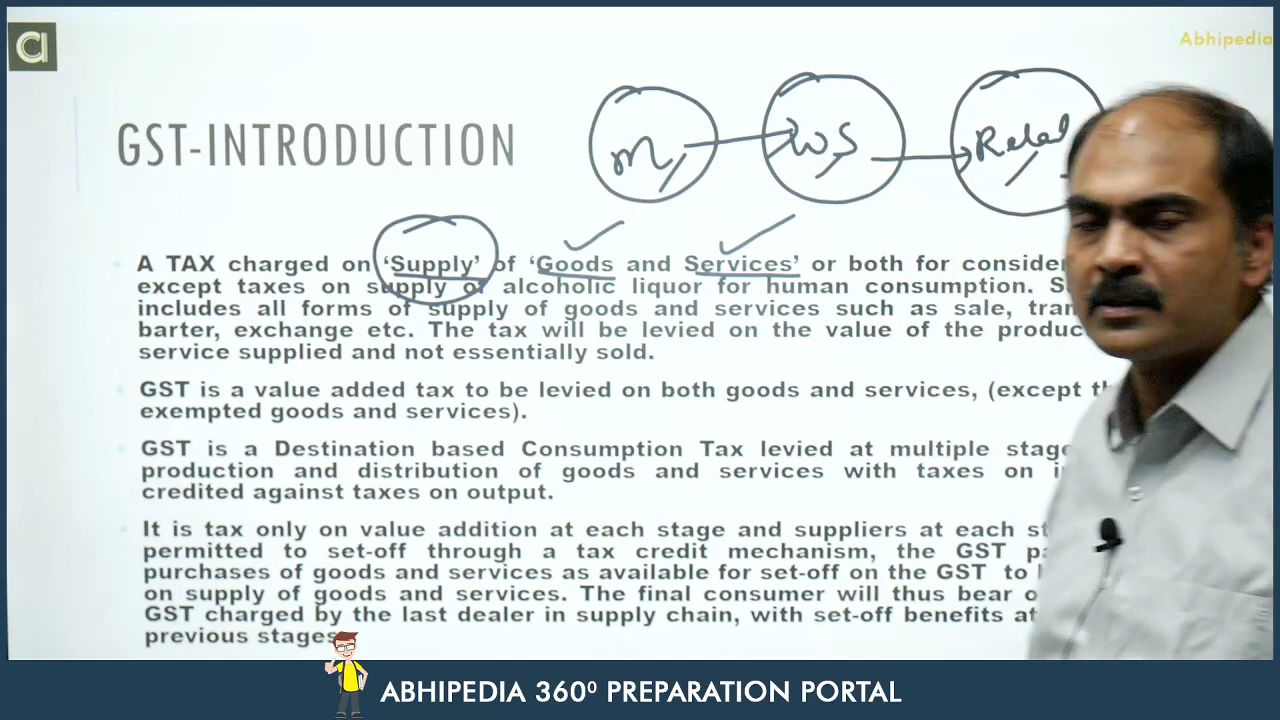 a
Abhipedia
GST-INTRODUCTION
M
WS
A TAX charged on ‘Supply’ of ‘Goods and Services’ or both for
except taxes on supply of alcoholic liquor for human consumption.
includes all forms of supply of goods and services such as sale,
barter, exchange etc. The tax will be levied on the value of the
service supplied and not essentially sold.
GST is a value added tax to be levied on both goods and services, (except
exempted goods and services).
GST is a Destination based Consumption Tax levied at multiple
production and distribution of goods and services with taxes on
credited against taxes on output.
It is tax only on value addition at each stage and suppliers at each
permitted to set-off through a tax credit mechanism, the GST
purchases of goods and services as available for set-off on the GST to
on supply of goods and services. The final consumer will thus bear
GST charged by the last dealer in supply chain, with set-off benefits at
previous stages
ABHIPEDIA 360⁰ PREPARATION PORTAL